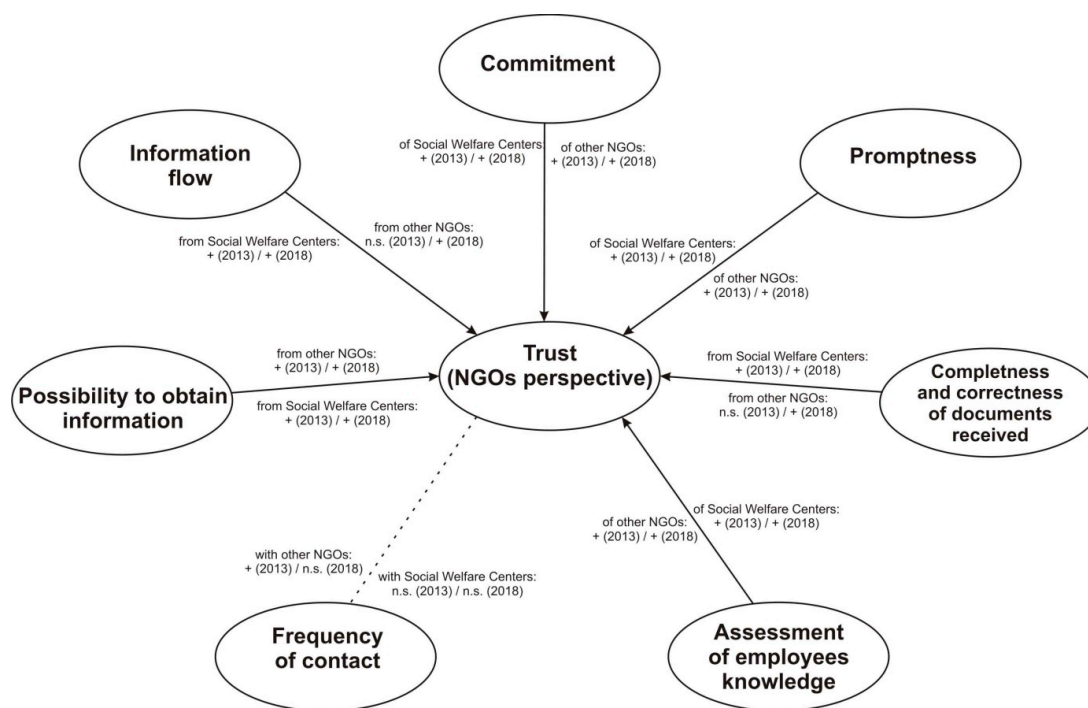 Commitment
of Social Welfare Centers:
+ (2013) / + (2018)
of other NGOs:
+ (2013) / + (2018)
Information
flow
from other NGOs:
n.s. (2013) / + (2018)
from Social Welfare Centers:
+ (2013) / + (2018)
Promptness
of Social Welfare Centers:
+ (2013) / + (2018)
of other NGOs:
+ (2013) / + (2018)
Trust
(NGOs perspective)
Possibility to obtain
information
from other NGOs:
+ (2013) / + (2018)
from Social Welfare Centers:
+ (2013) / + (2018)
Completness
and correctness
of documents
received
from Social Welfare Centers:
+ (2013) / + (2018)
from other NGOs:
n.s. (2013) / + (2018)
Frequency
of contact
with other NGOs:
+ (2013) / n.s. (2018)
with Social Welfare Centers:
n.s. (2013) / n.s. (2018)
Assessment
of employees
knowledge
of Social Welfare Centers:
+ (2013) / + (2018)
of other NGOs:
+ (2013) / + (2018)